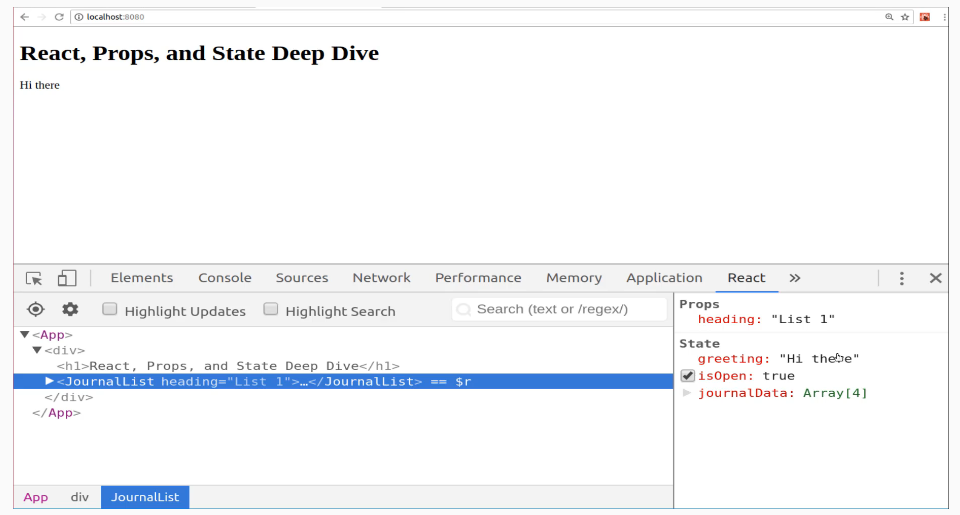 localhost:8080
React, Props, and State Deep Dive
Hi there
Elements Console Sources Network Performance Memory Application React »
Highlight Updates Highlight Search Search (text or /regex/)
▼<App>
▼<div>
<h1>React, Props, and State Deep Dive</h1>
▶<JournalList heading="List 1">…</JournalList> == $r
</div>
</App>
App div JournalList
Props
heading: "List 1"
State
greeting: "Hi there"
isOpen: true
▶ journalData: Array[4]